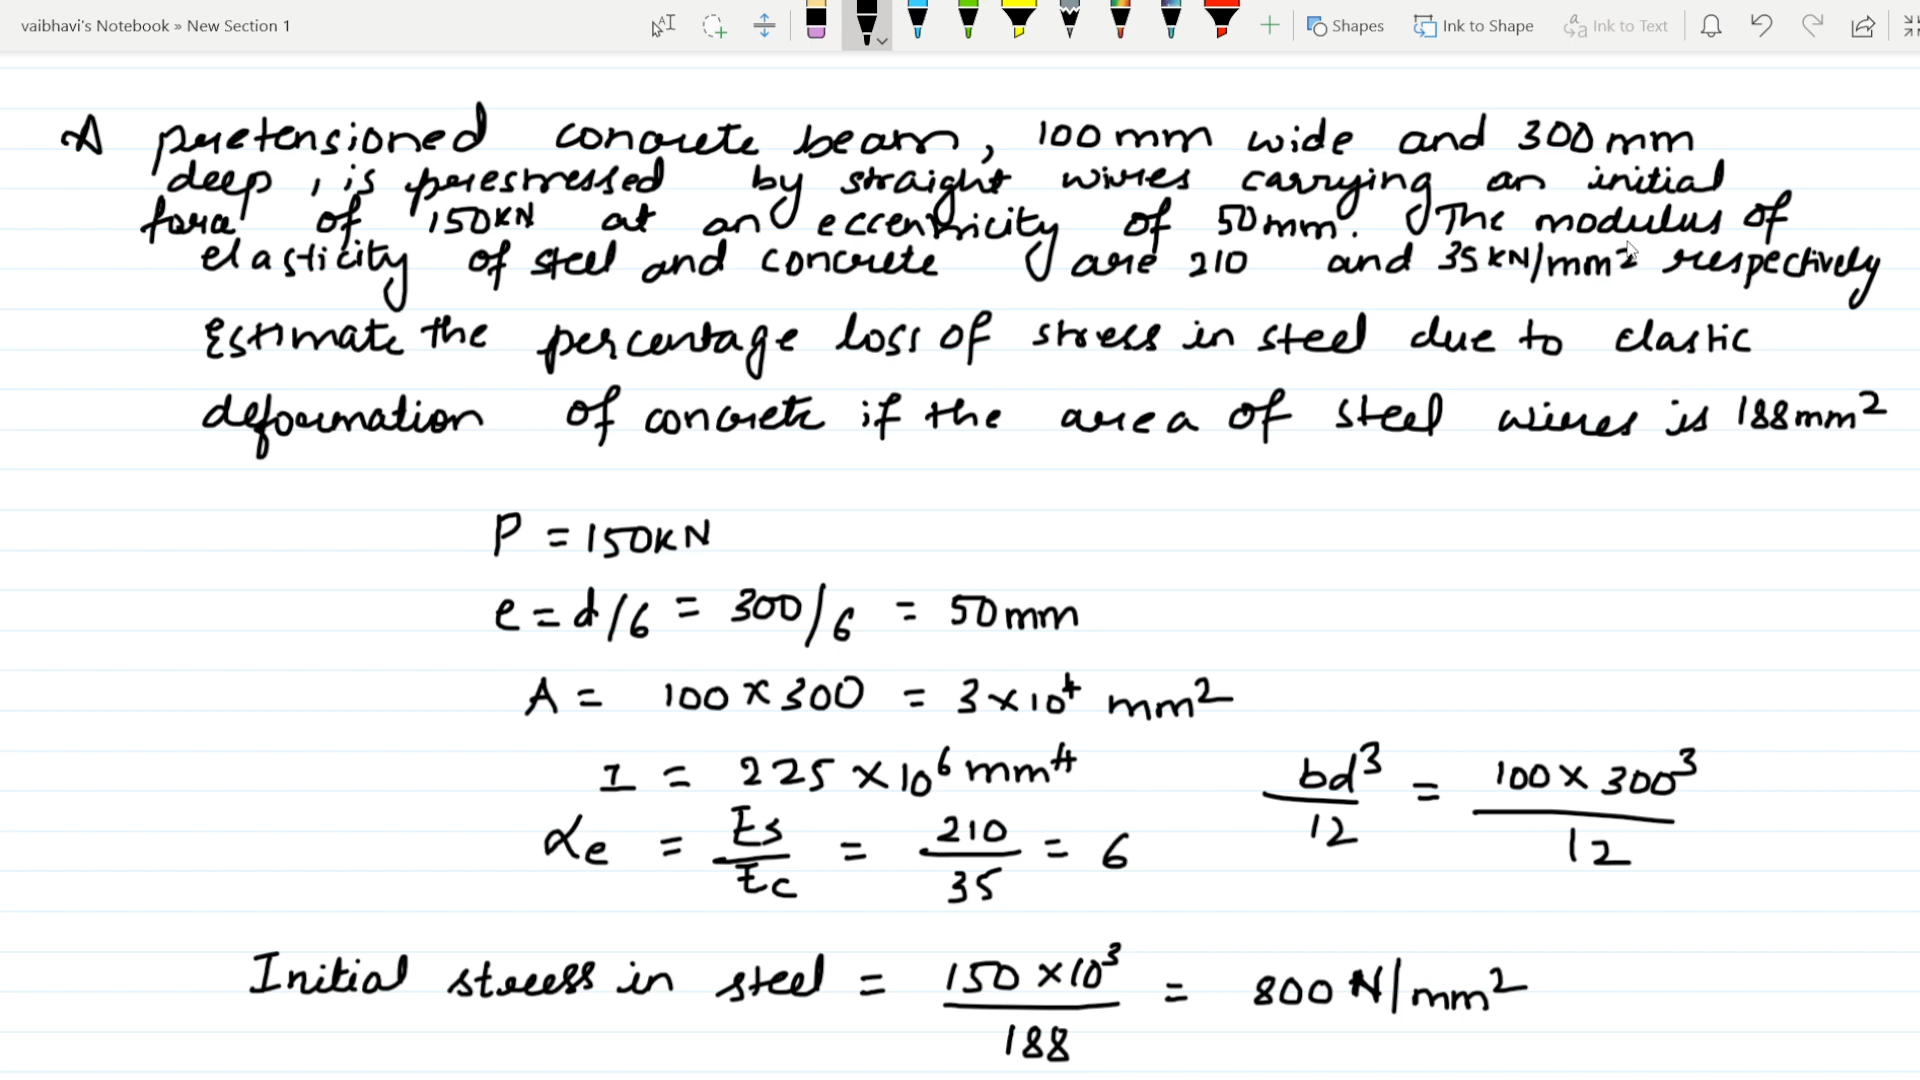 vaibhavi's Notebook » New Section 1
Shapes
Ink to Shape
Ink to Text
A pretensioned concrete beam, 100 mm wide and 300 mm
deep, is prestressed by straight wires carrying an initial
force of 150KN at an eccentricity of 50mm. The modulus of
elasticity of steel and concrete are 210 and 35 KN/mm² respectively
Estimate the percentage loss of stress in steel due to elastic
deformation of concrete if the area of steel wires is 188mm²
P = 150KN
e = d/6 = 300/6 = 50mm
A = 100 × 300 = 3×10⁴ mm²
I = 225 × 10⁶ mm⁴ bd³/12 = 100 × 300³/12
αe = Es/Ec = 210/35 = 6
Initial stress in steel = 150 × 10³/188 = 800 N/mm²